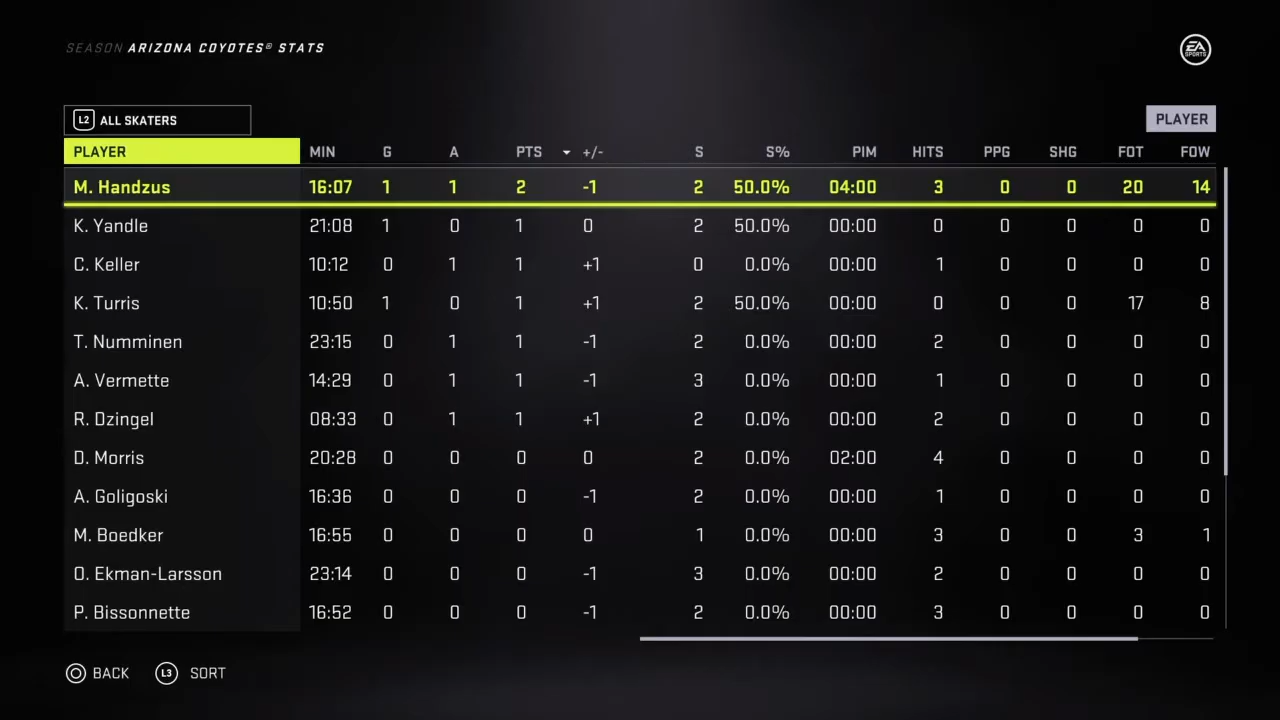 SEASON ARIZONA COYOTES® STATS
EA SPORTS
L2 ALL SKATERS
PLAYER
PLAYER MIN G A PTS +/- S S% PIM HITS PPG SHG FOT FOW
M. Handzus 16:07 1 1 2 -1 2 50.0% 04:00 3 0 0 20 14
K. Yandle 21:08 1 0 1 0 2 50.0% 00:00 0 0 0 0 0
C. Keller 10:12 0 1 1 +1 0 0.0% 00:00 1 0 0 0 0
K. Turris 10:50 1 0 1 +1 2 50.0% 00:00 0 0 0 17 8
T. Numminen 23:15 0 1 1 -1 2 0.0% 00:00 2 0 0 0 0
A. Vermette 14:29 0 1 1 -1 3 0.0% 00:00 1 0 0 0 0
R. Dzingel 08:33 0 1 1 +1 2 0.0% 00:00 2 0 0 0 0
D. Morris 20:28 0 0 0 0 2 0.0% 02:00 4 0 0 0 0
A. Goligoski 16:36 0 0 0 -1 2 0.0% 00:00 1 0 0 0 0
M. Boedker 16:55 0 0 0 0 1 0.0% 00:00 3 0 0 3 1
O. Ekman-Larsson 23:14 0 0 0 -1 3 0.0% 00:00 2 0 0 0 0
P. Bissonnette 16:52 0 0 0 -1 2 0.0% 00:00 3 0 0 0 0
BACK L3 SORT